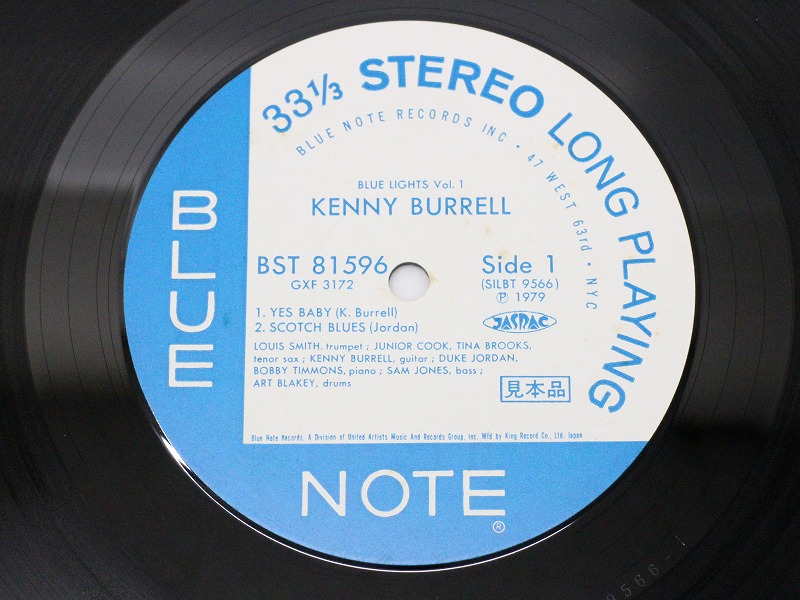 33 1/3 STEREO LONG PLAYING
BLUE NOTE RECORDS INC • 47 WEST 63rd • NYC
BLUE LIGHTS Vol. 1
KENNY BURRELL
BST 81596
GXF 3172
Side 1
(SILBT 9566)
Ⓟ 1979
JASRAC
1. YES BABY (K. Burrell)
2. SCOTCH BLUES (Jordan)
LOUIS SMITH, trumpet ; JUNIOR COOK, TINA BROOKS,
tenor sax ; KENNY BURRELL, guitar ; DUKE JORDAN,
BOBBY TIMMONS, piano ; SAM JONES, bass ;
ART BLAKEY, drums
見本品
Blue Note Records, A Division of United Artists Music And Records Group, Inc. Mfd by King Record Co., Ltd. Japan
BLUE
NOTE®
9566-1